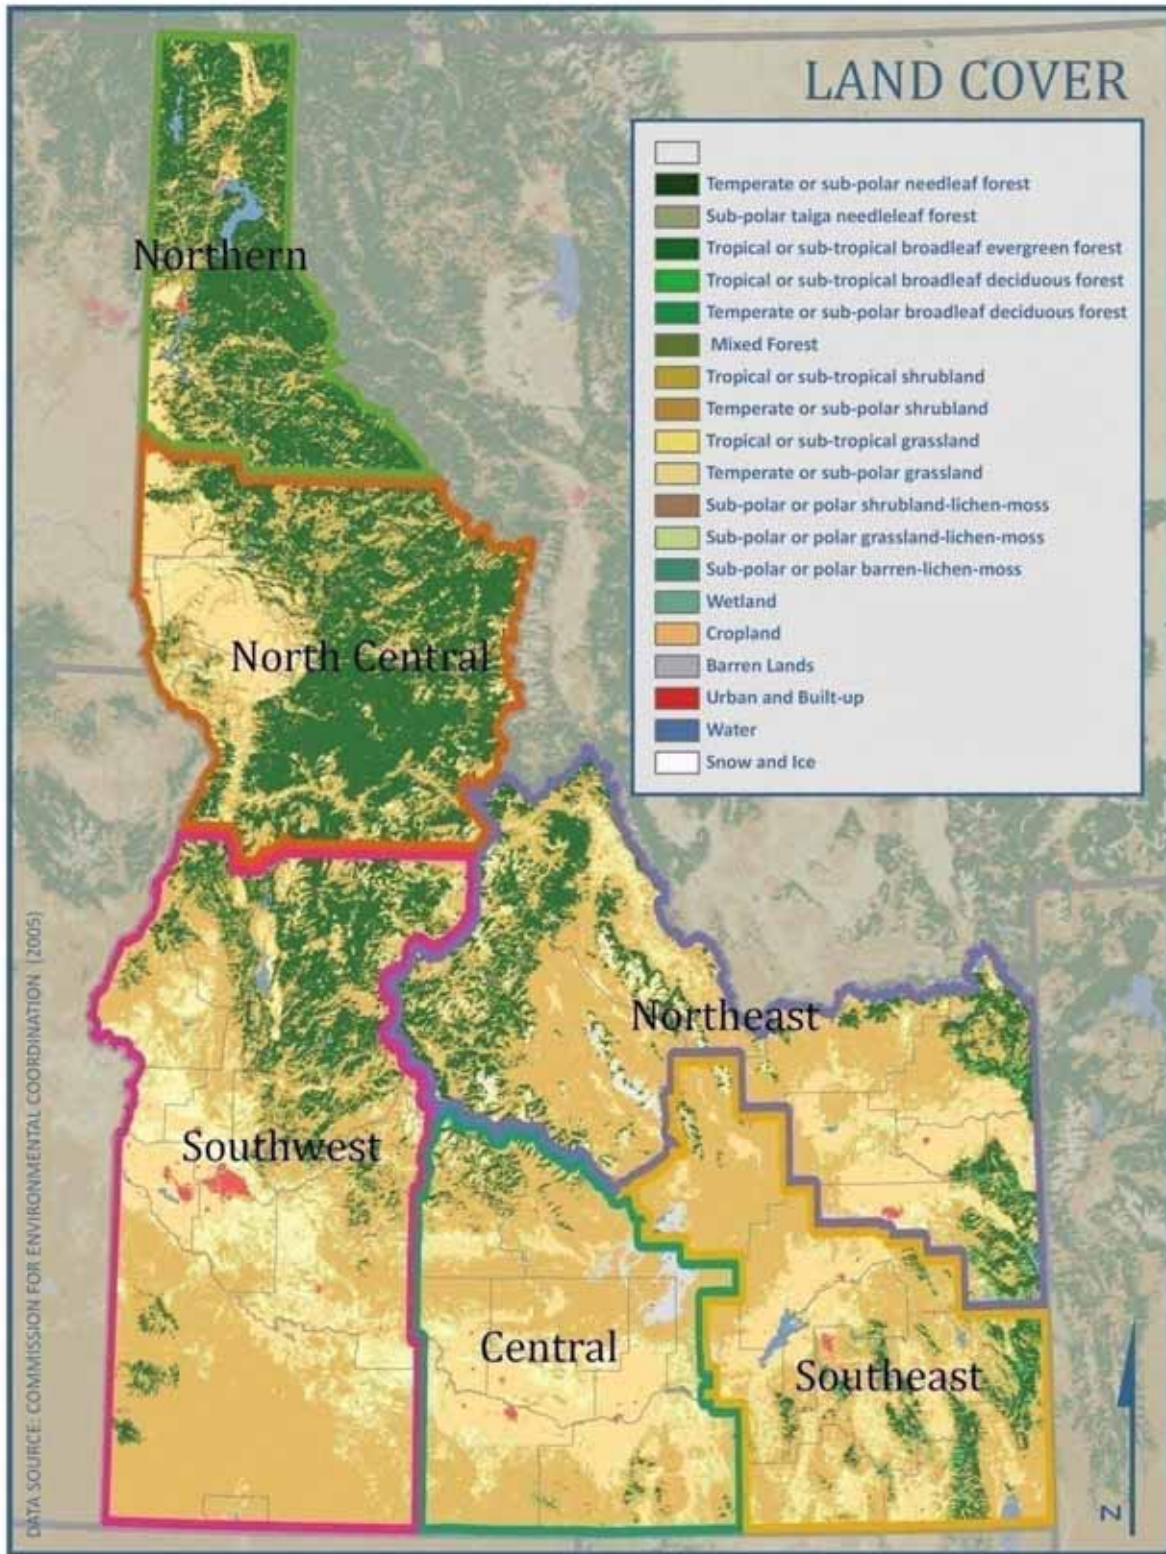 LAND COVER
Temperate or sub-polar needleaf forest
Sub-polar taiga needleleaf forest
Tropical or sub-tropical broadleaf evergreen forest
Tropical or sub-tropical broadleaf deciduous forest
Temperate or sub-polar broadleaf deciduous forest
Mixed Forest
Tropical or sub-tropical shrubland
Temperate or sub-polar shrubland
Tropical or sub-tropical grassland
Temperate or sub-polar grassland
Sub-polar or polar shrubland-lichen-moss
Sub-polar or polar grassland-lichen-moss
Sub-polar or polar barren-lichen-moss
Wetland
Cropland
Barren Lands
Urban and Built-up
Water
Snow and Ice
Northern
North Central
Northeast
Southwest
Central
Southeast
N
DATA SOURCE: COMMISSION FOR ENVIRONMENTAL COORDINATION (2005)